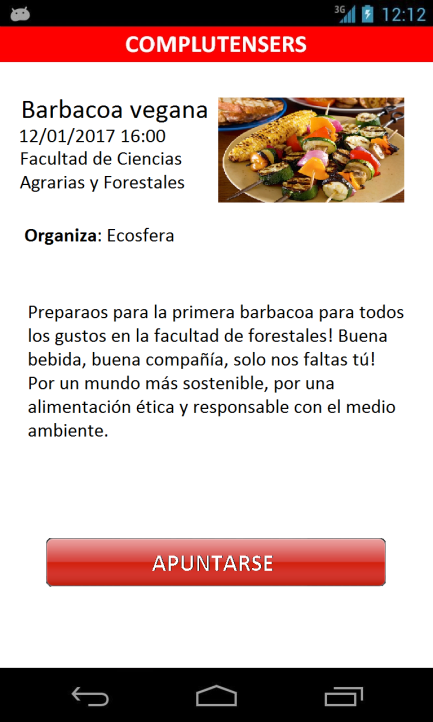 3G 12:12
COMPLUTENSERS
Barbacoa vegana
12/01/2017 16:00
Facultad de Ciencias
Agrarias y Forestales
Organiza: Ecosfera
Preparaos para la primera barbacoa para todos
los gustos en la facultad de forestales! Buena
bebida, buena compañía, solo nos faltas tú!
Por un mundo más sostenible, por una
alimentación ética y responsable con el medio
ambiente.
APUNTARSE